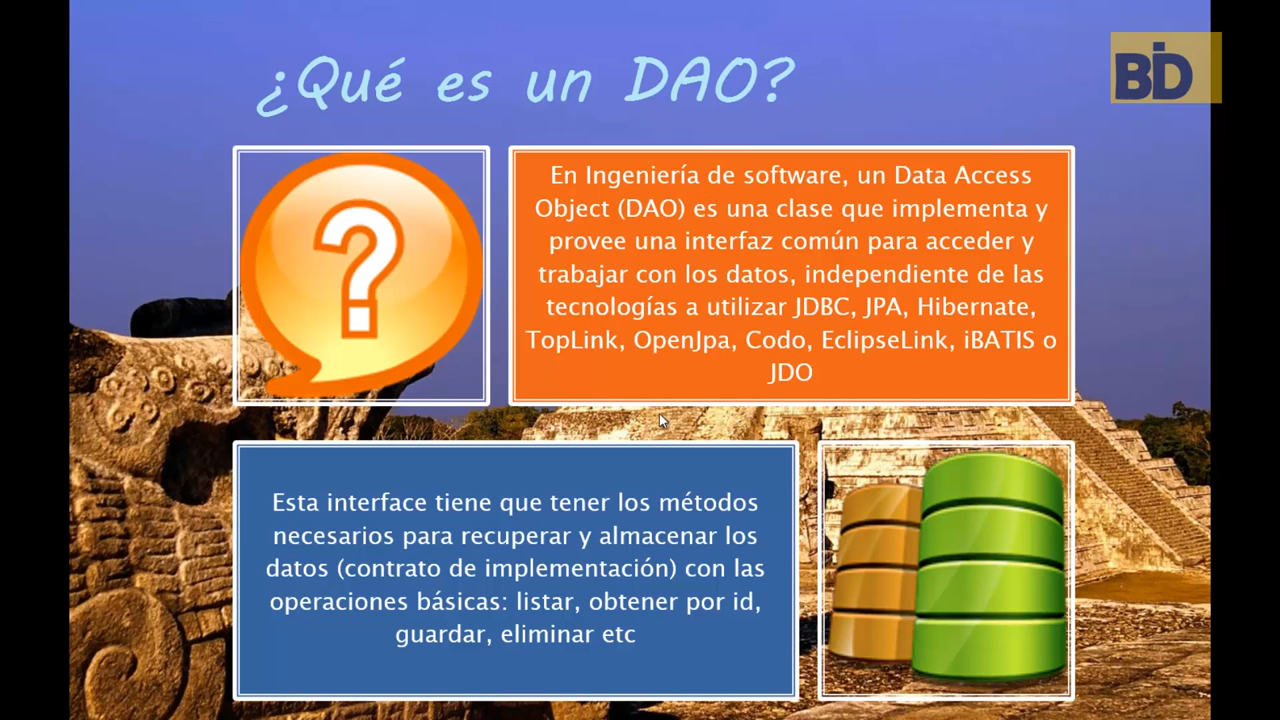 ¿Qué es un DAO?
BID
?
En Ingeniería de software, un Data Access
Object (DAO) es una clase que implementa y
provee una interfaz común para acceder y
trabajar con los datos, independiente de las
tecnologías a utilizar JDBC, JPA, Hibernate,
TopLink, OpenJpa, Codo, EclipseLink, iBATIS o
JDO
Esta interface tiene que tener los métodos
necesarios para recuperar y almacenar los
datos (contrato de implementación) con las
operaciones básicas: listar, obtener por id,
guardar, eliminar etc